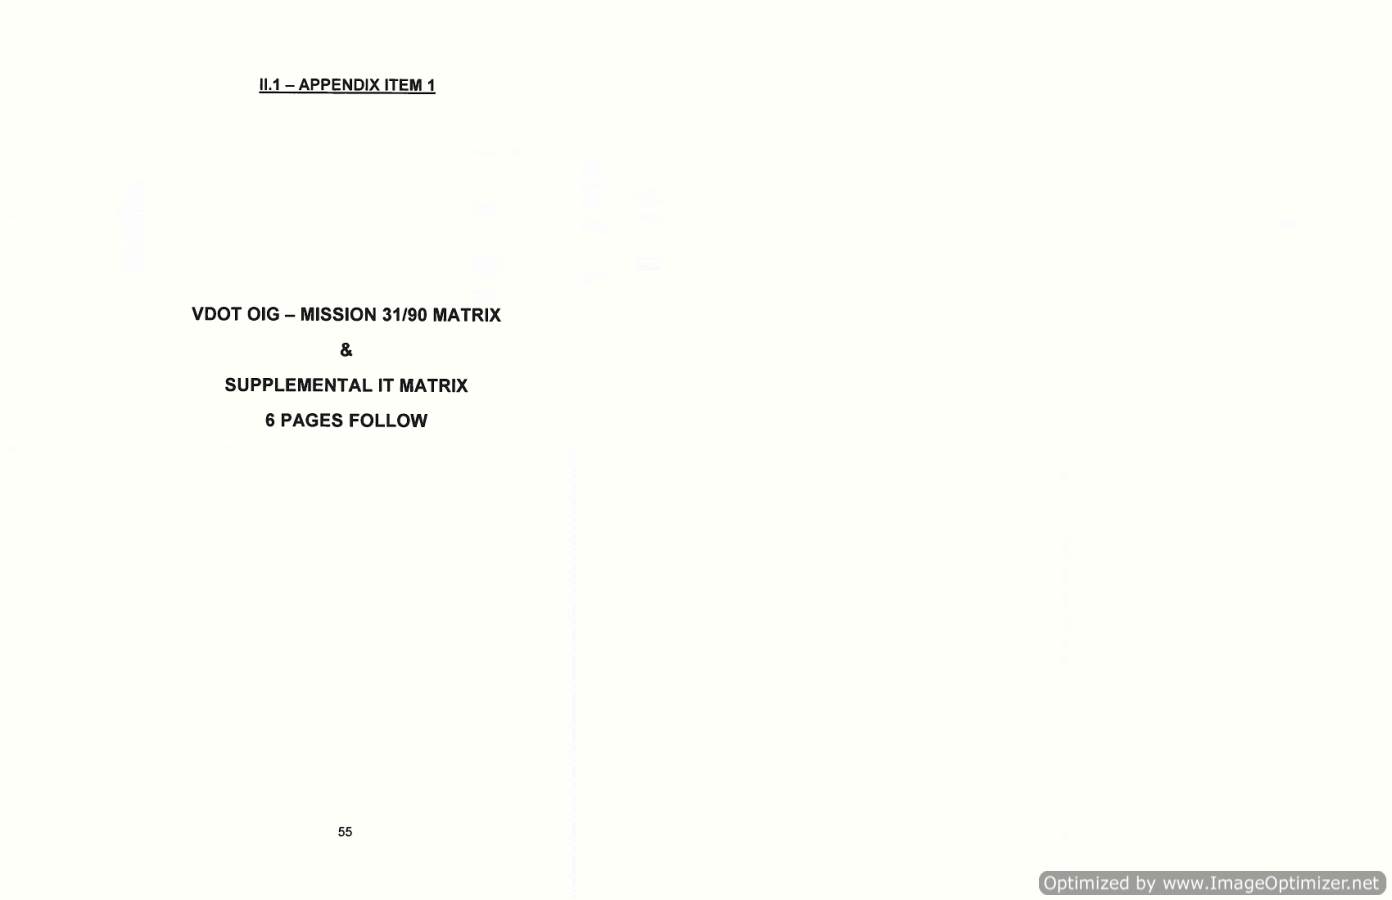 II.1 – APPENDIX ITEM 1
VDOT OIG – MISSION 31/90 MATRIX
&
SUPPLEMENTAL IT MATRIX
6 PAGES FOLLOW
55
Optimized by www.ImageOptimizer.net